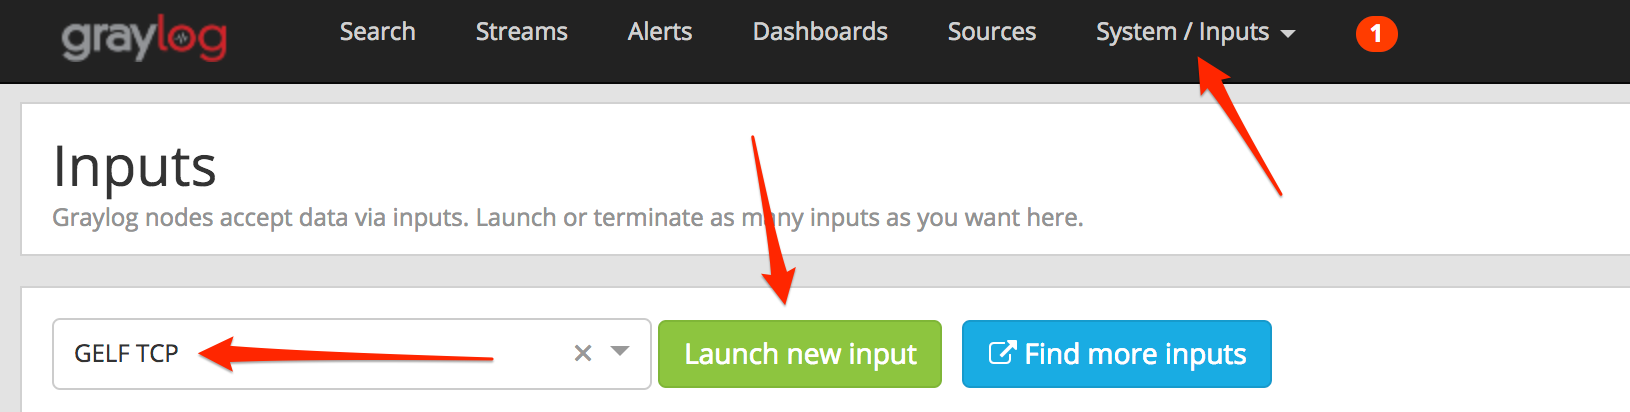 graylog Search Streams Alerts Dashboards Sources System / Inputs 1
Inputs
Graylog nodes accept data via inputs. Launch or terminate as many inputs as you want here.
GELF TCP × Launch new input Find more inputs